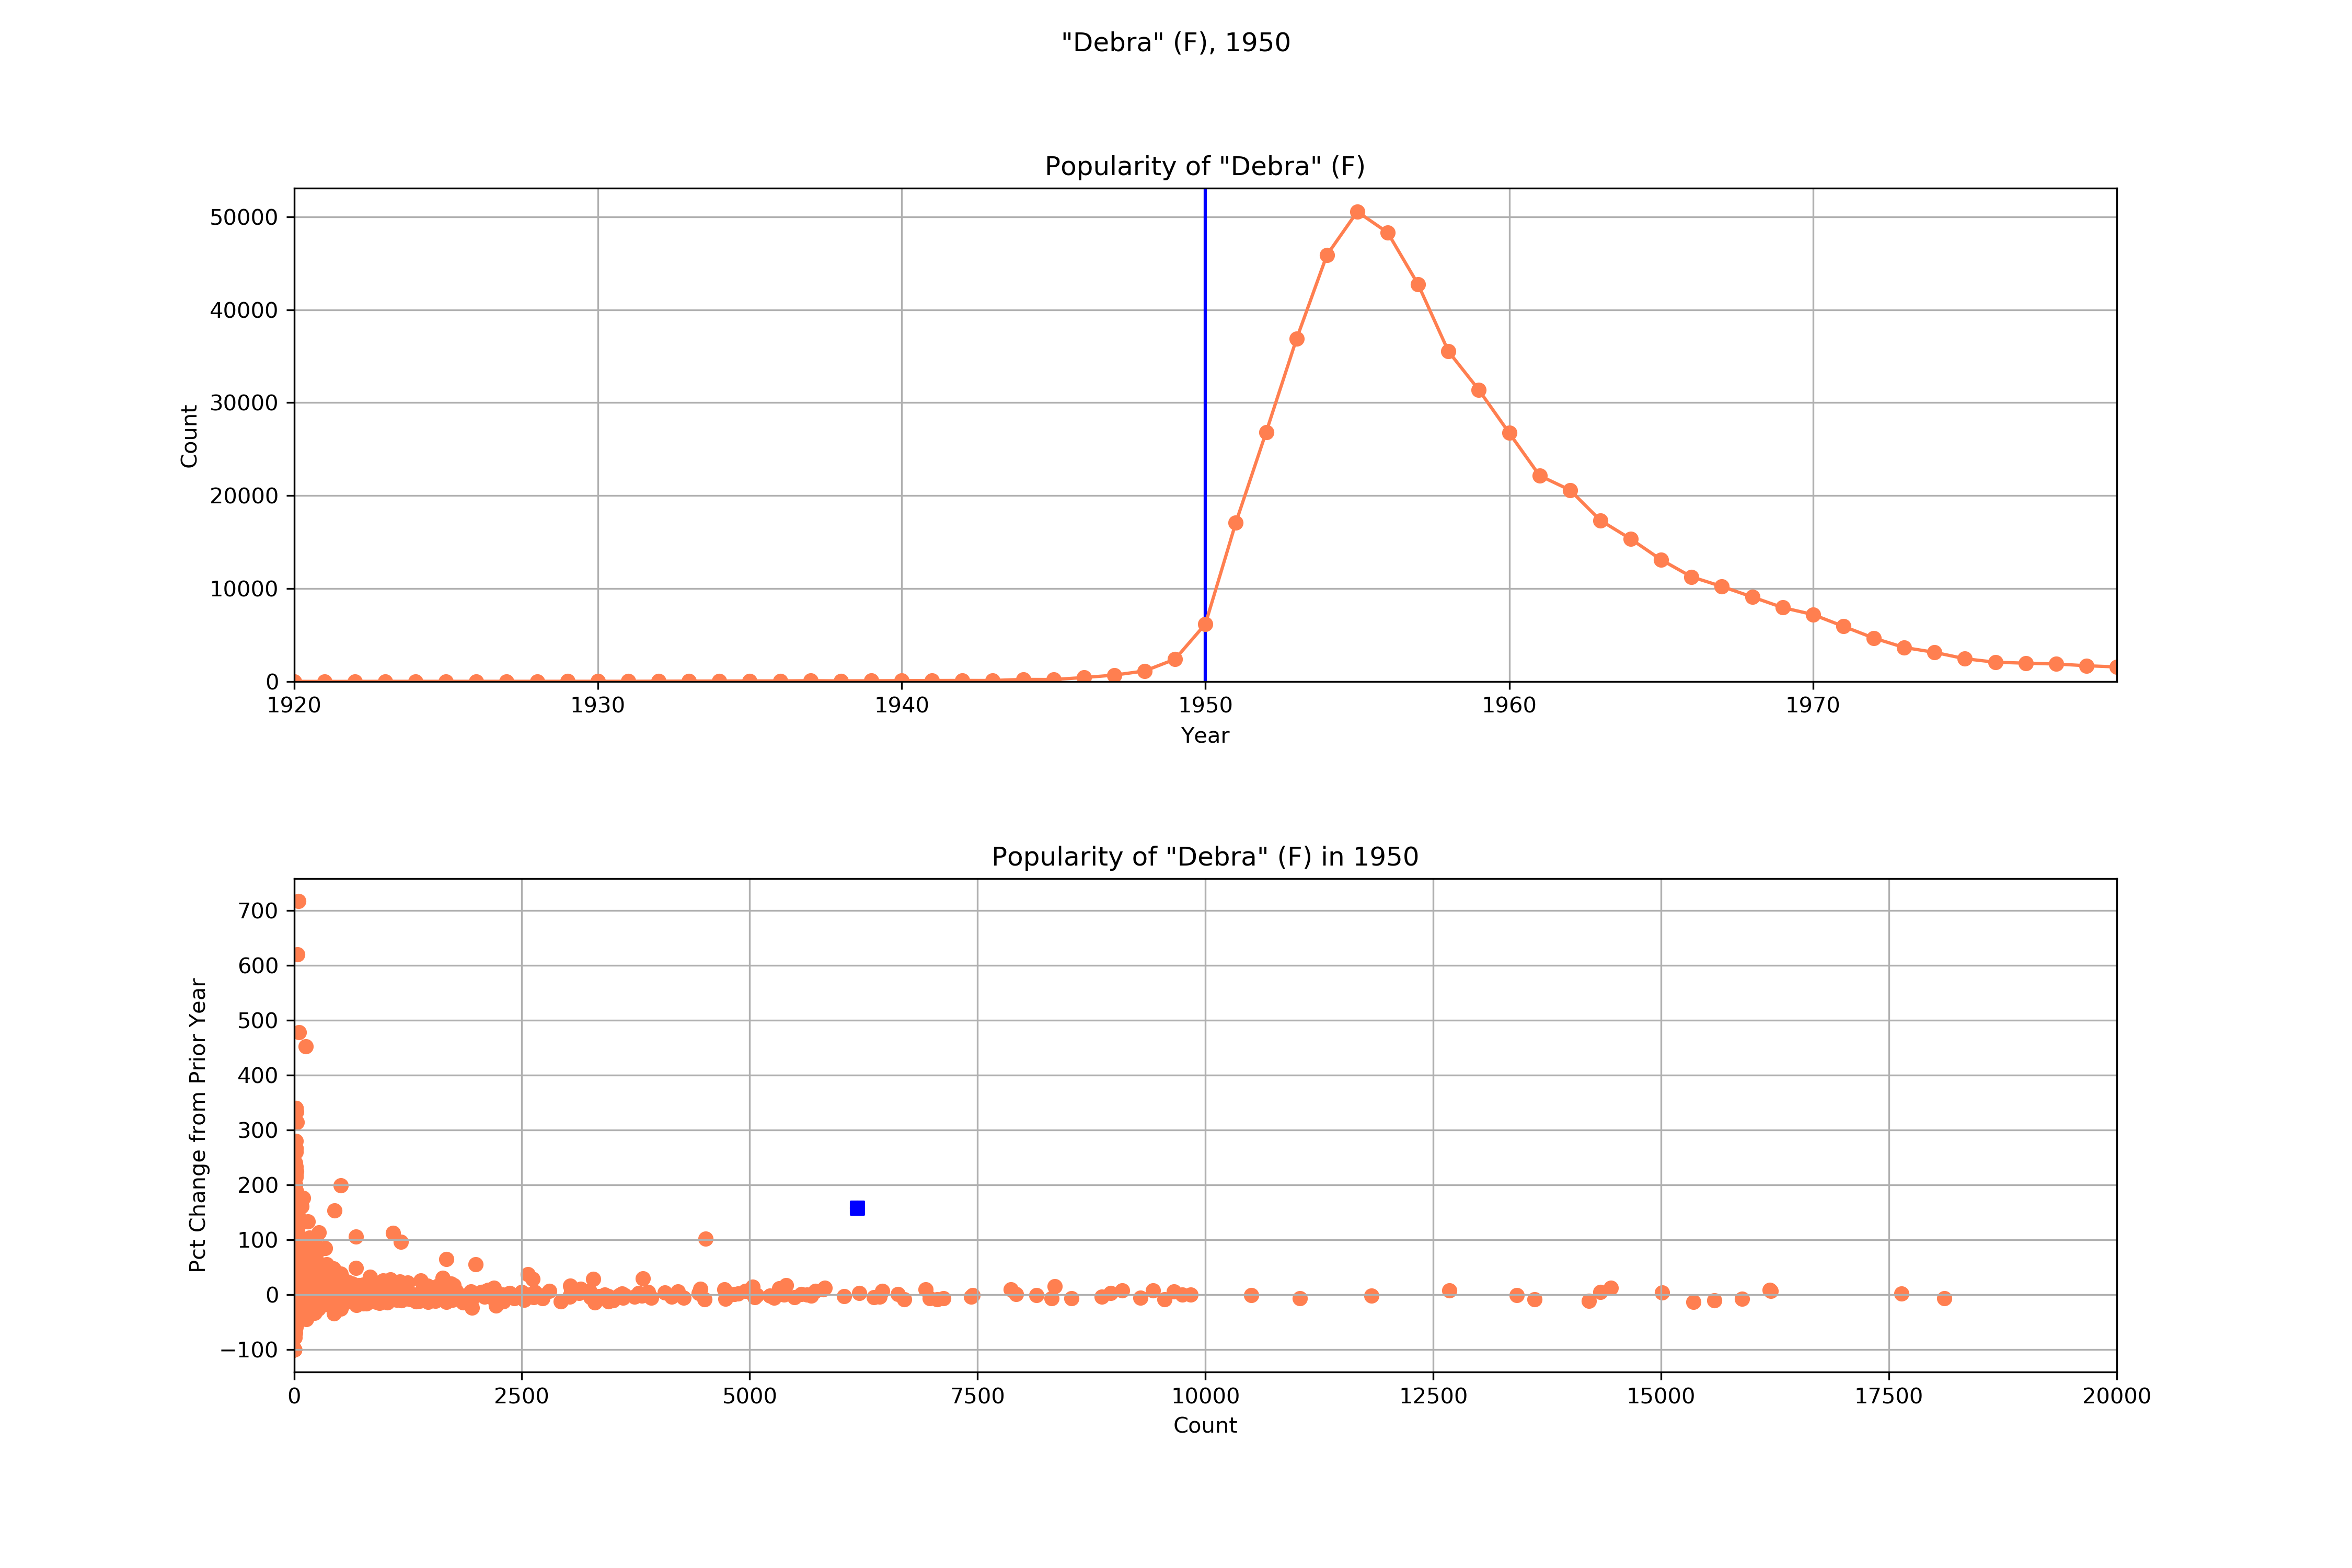 "Debra" (F), 1950
Popularity of "Debra" (F)
50000
40000
30000
20000
10000
0
Count
1920 1930 1940 1950 1960 1970
Year
Popularity of "Debra" (F) in 1950
700
600
500
400
300
200
100
0
−100
Pct Change from Prior Year
0 2500 5000 7500 10000 12500 15000 17500 20000
Count